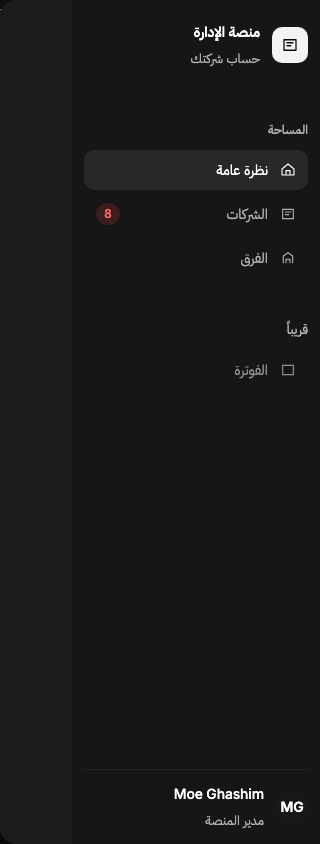 منصة الإدارة
حساب شركتك
المساحة
نظرة عامة
الشركات 8
الفرق
قريباً
الفوترة
Moe Ghashim
MG
مدير المنصة